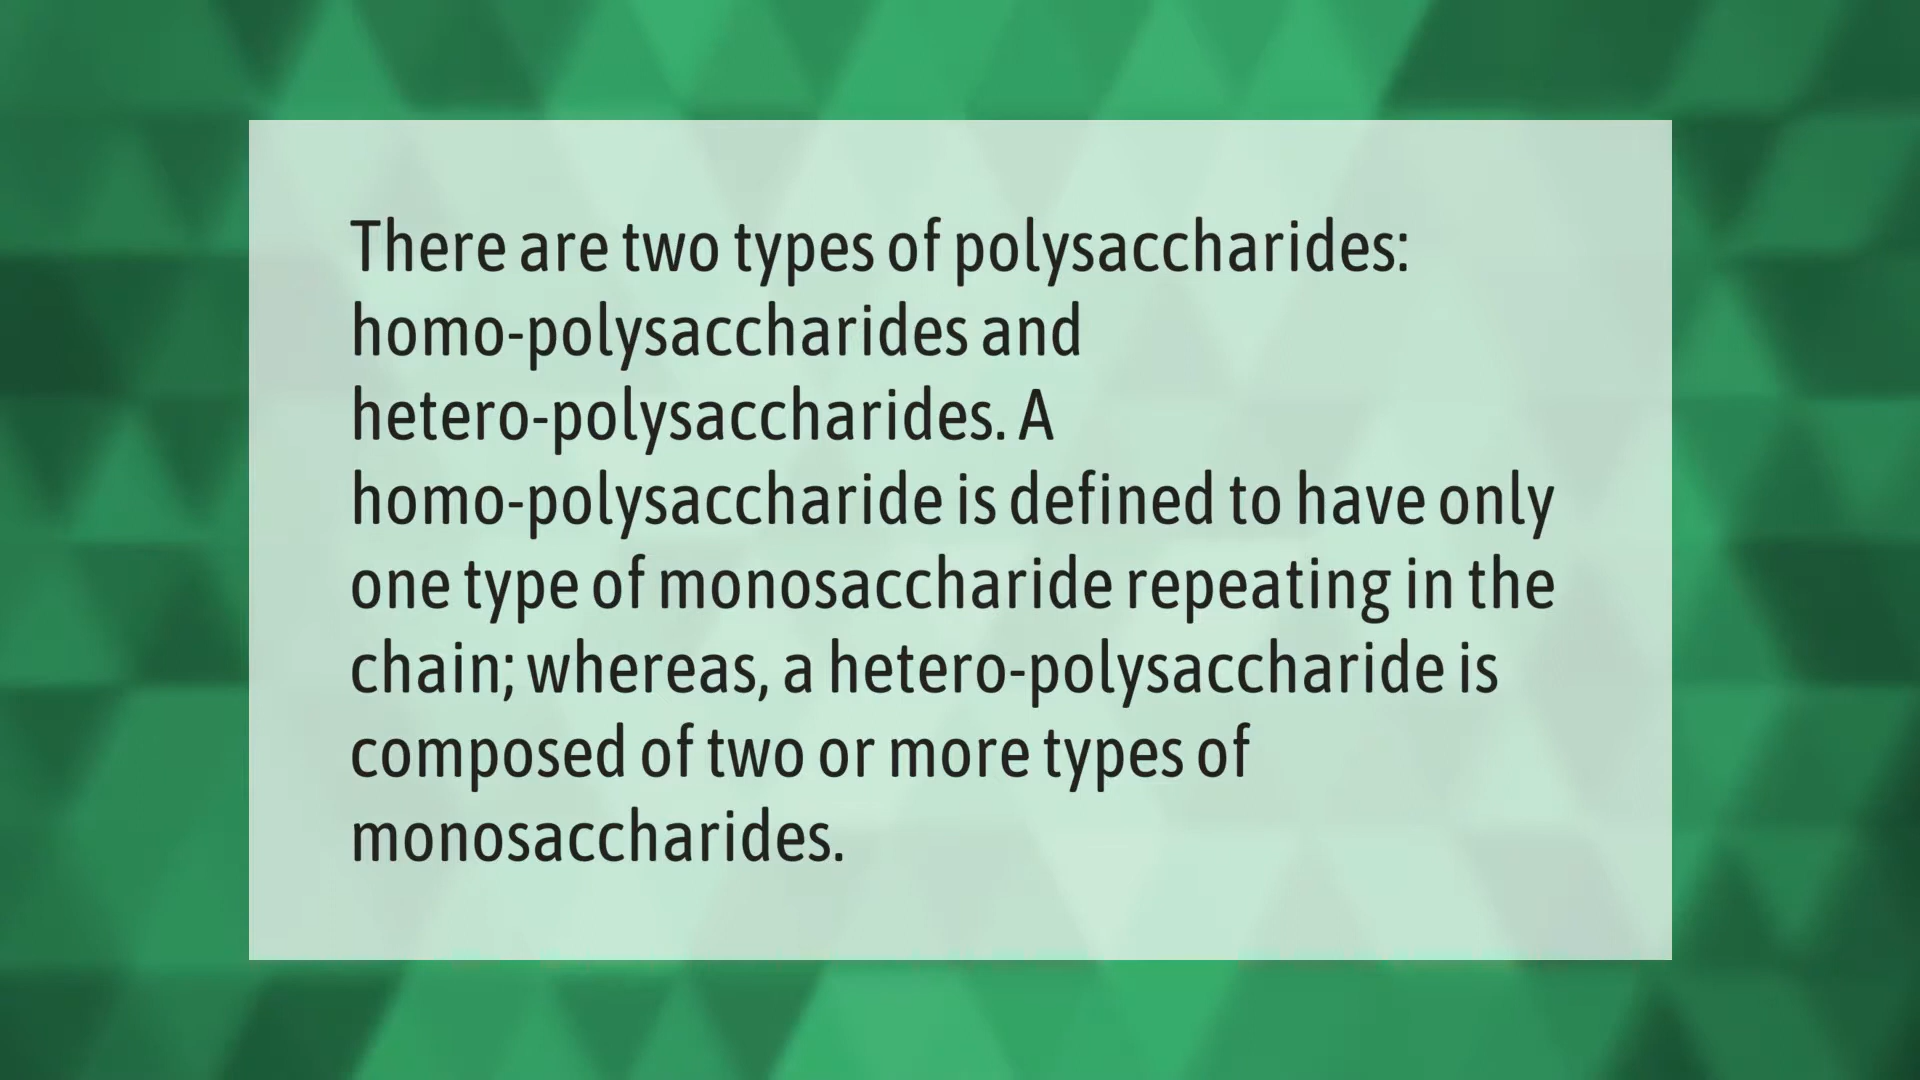 There are two types of polysaccharides:
homo-polysaccharides and
hetero-polysaccharides. A
homo-polysaccharide is defined to have only
one type of monosaccharide repeating in the
chain; whereas, a hetero-polysaccharide is
composed of two or more types of
monosaccharides.